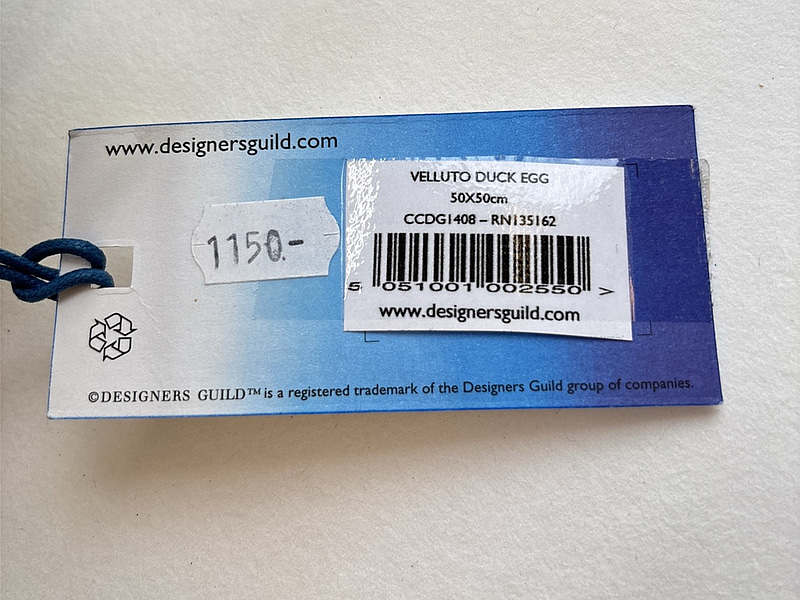 www.designersguild.com
1150.-
VELLUTO DUCK EGG
50X50cm
CCDG1408 – RN135162
5 051001 002550 >
www.designersguild.com
©DESIGNERS GUILD™ is a registered trademark of the Designers Guild group of companies.